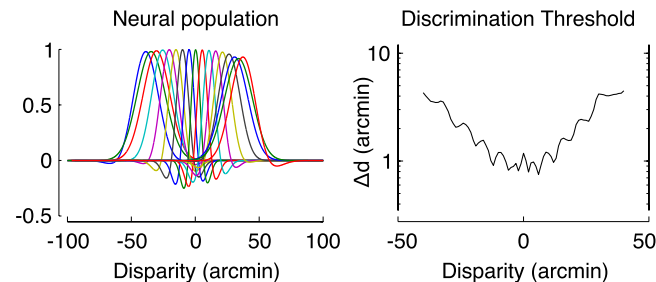 Neural population
1
0.5
0
-0.5
-100 -50 0 50 100
Disparity (arcmin)
Discrimination Threshold
Δd (arcmin)
10
1
-50 0 50
Disparity (arcmin)